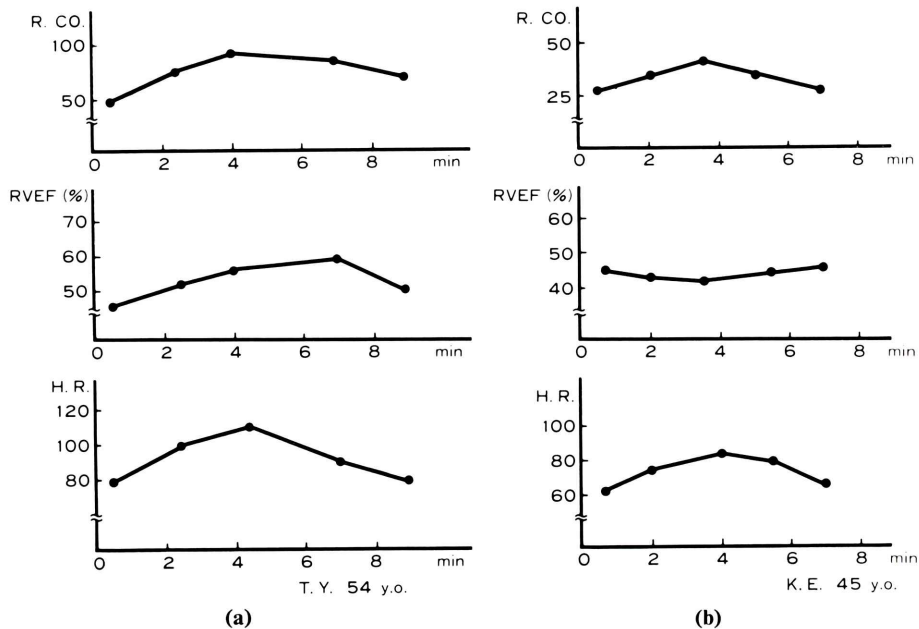 R. CO.
100
50
0 2 4 6 8 min
RVEF (%)
70
60
50
0 2 4 6 8 min
H. R.
120
100
80
0 2 4 6 8 min
T. Y. 54 y.o.
(a)
R. CO.
50
25
0 2 4 6 8 min
RVEF (%)
60
50
40
0 2 4 6 8 min
H. R.
100
80
60
0 2 4 6 8 min
K. E. 45 y.o.
(b)